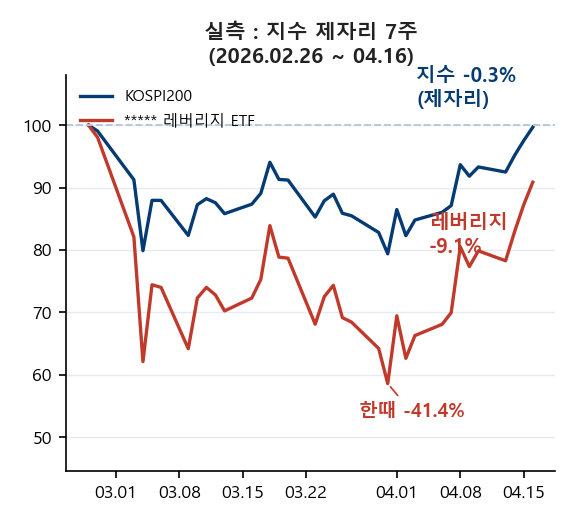 실측 : 지수 제자리 7주
(2026.02.26 ~ 04.16)
지수 -0.3%
(제자리)
KOSPI200
***** 레버리지 ETF
100
90
80
70
60
50
레버리지
-9.1%
한때 -41.4%
03.01 03.08 03.15 03.22 04.01 04.08 04.15